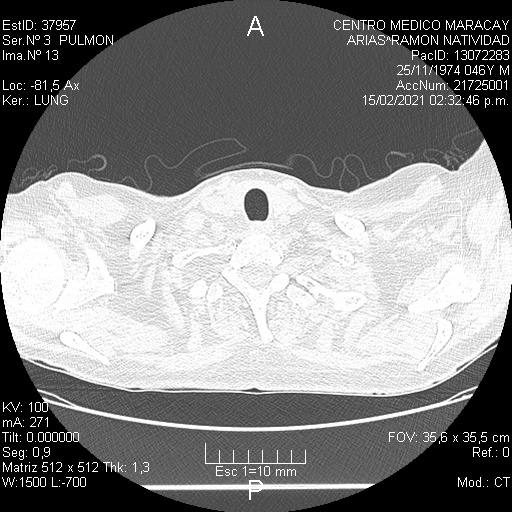 A
EstID: 37957
Ser.Nº 3 PULMON
Ima.Nº 13
Loc: -81,5 Ax
Ker.: LUNG
CENTRO MEDICO MARACAY
ARIAS^RAMON NATIVIDAD
PacID: 13072283
25/11/1974 046Y M
AccNum: 21725001
15/02/2021 02:32:46 p.m.
KV: 100
mA: 271
Tilt: 0.000000
Seg: 0,9
Matriz 512 x 512 Thk: 1,3
W:1500 L:-700
Esc 1=10 mm
P
FOV: 35,6 x 35,5 cm
Ref.: 0
Mod.: CT